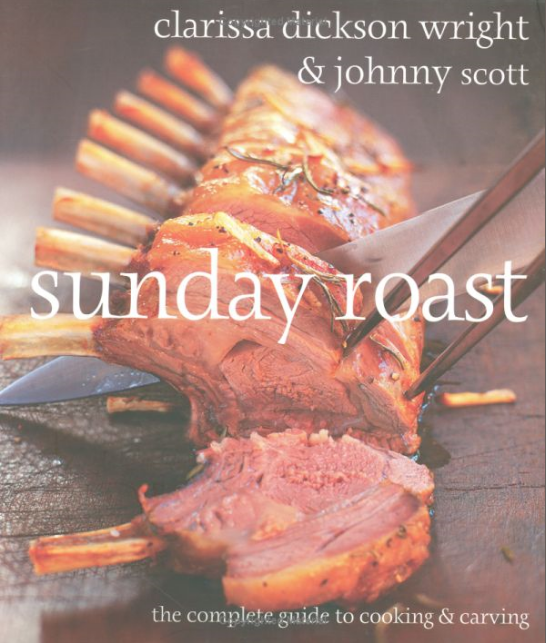 clarissa dickson wright
& johnny scott
sunday roast
the complete guide to cooking & carving